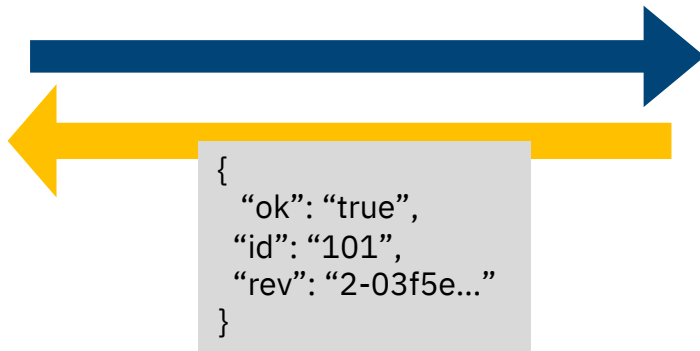 {
“ok”: “true”,
“id”: “101”,
“rev”: “2-03f5e...”
}